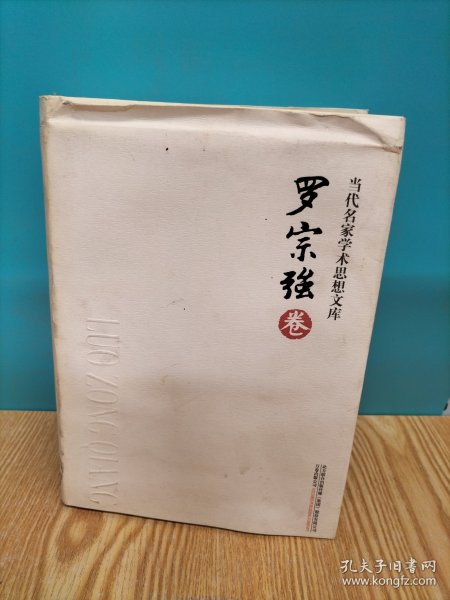 当代名家学术思想文库
罗宗强
卷
LUO ZONG QIANG
孔夫子旧书网
www.kongfz.com